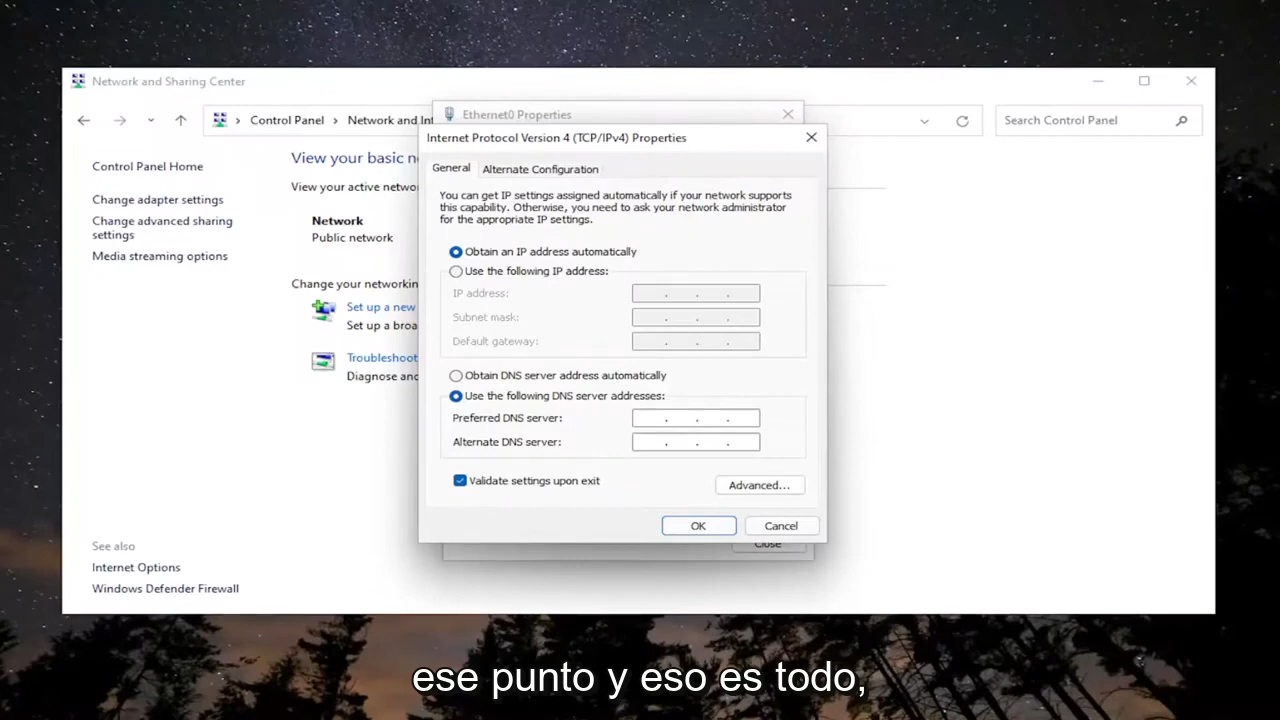 Network and Sharing Center
Control Panel > Network and Int
Search Control Panel
Control Panel Home
Change adapter settings
Change advanced sharing
settings
Media streaming options
See also
Internet Options
Windows Defender Firewall
View your basic n
View your active netwo
Network
Public network
Change your networkin
Set up a new
Set up a broa
Troubleshoot
Diagnose and
Ethernet0 Properties
Internet Protocol Version 4 (TCP/IPv4) Properties
General
Alternate Configuration
You can get IP settings assigned automatically if your network supports
this capability. Otherwise, you need to ask your network administrator
for the appropriate IP settings.
Obtain an IP address automatically
Use the following IP address:
IP address:
Subnet mask:
Default gateway:
Obtain DNS server address automatically
Use the following DNS server addresses:
Preferred DNS server:
Alternate DNS server:
Validate settings upon exit
Advanced...
OK
Cancel
Close
ese punto y eso es todo,